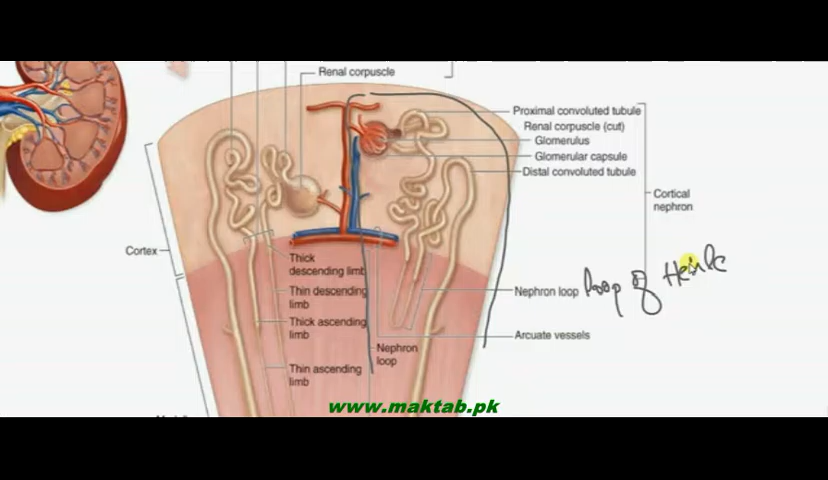 Renal corpuscle
Proximal convoluted tubule
Renal corpuscle (cut)
Glomerulus
Glomerular capsule
Distal convoluted tubule
Cortical
nephron
Cortex
Thick
descending limb
Thin descending
limb
Thick ascending
limb
Thin ascending
limb
Nephron
loop
Nephron loop loop of Henle
Arcuate vessels
www.maktab.pk